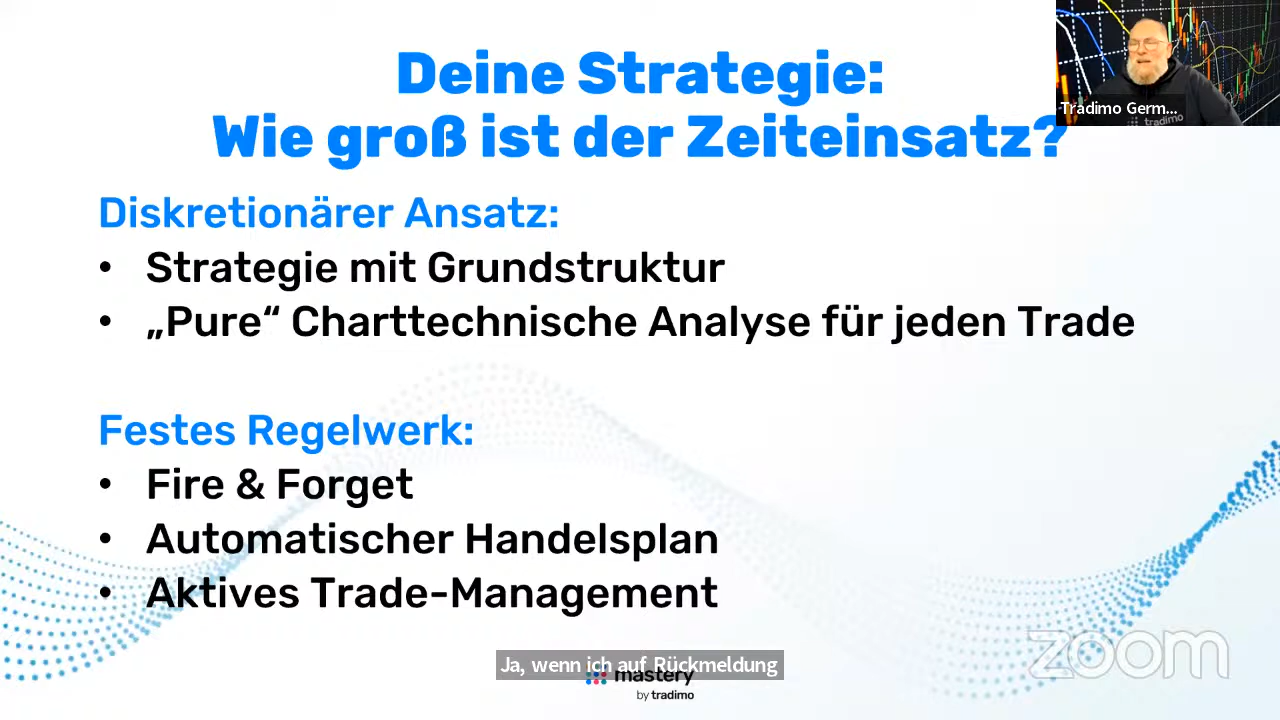 Deine Strategie:
Wie groß ist der Zeiteinsatz?
Tradimo Germ...
tradimo
Diskretionärer Ansatz:
• Strategie mit Grundstruktur
• „Pure“ Charttechnische Analyse für jeden Trade
Festes Regelwerk:
• Fire & Forget
• Automatischer Handelsplan
• Aktives Trade-Management
zoom
Ja, wenn ich auf Rückmeldung
mastery
by tradimo